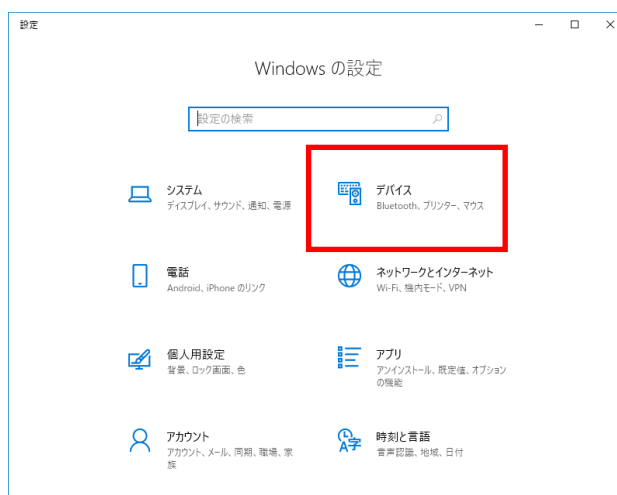 設定
Windows の設定
設定の検索
システム
ディスプレイ、サウンド、通知、電源
デバイス
Bluetooth、プリンター、マウス
電話
Android、iPhone のリンク
ネットワークとインターネット
Wi-Fi、機内モード、VPN
個人用設定
背景、ロック画面、色
アプリ
アンインストール、既定値、オプション
の機能
アカウント
アカウント、メール、同期、職場、家
族
時刻と言語
音声認識、地域、日付